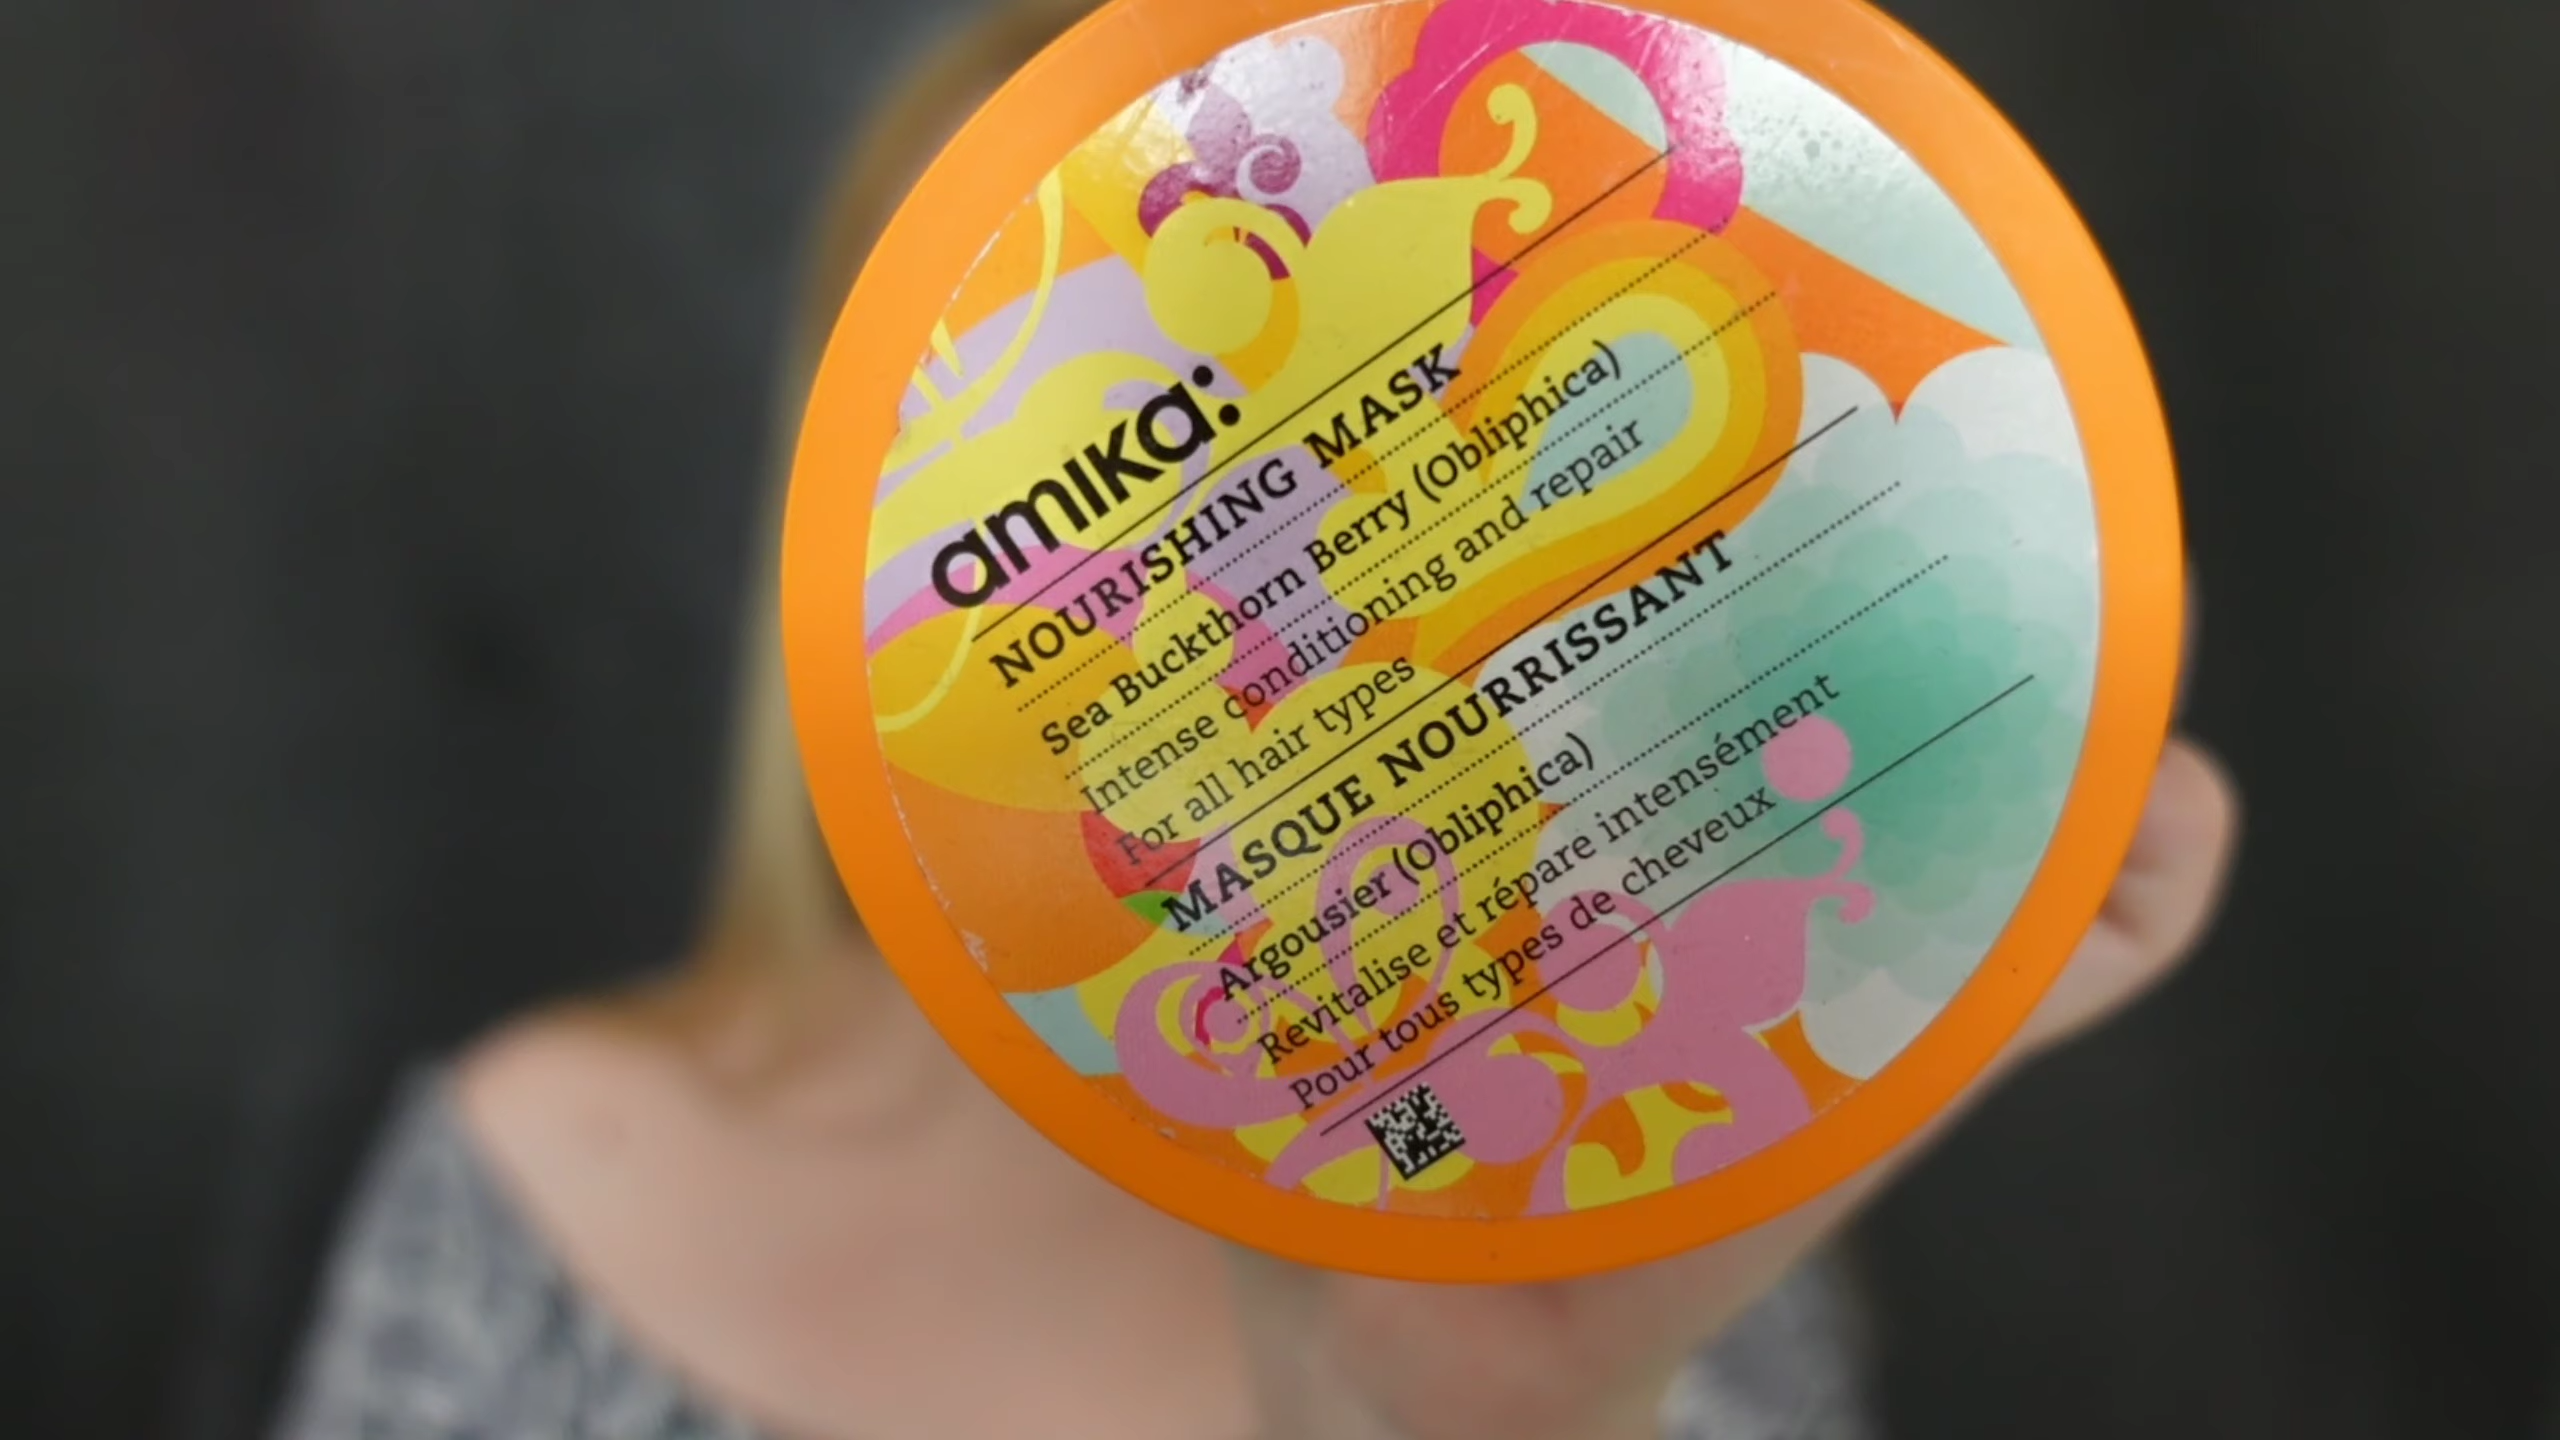 amika:
NOURISHING MASK
Sea Buckthorn Berry (Obliphica)
Intense conditioning and repair
For all hair types
MASQUE NOURRISSANT
Argousier (Obliphica)
Revitalise et répare intensément
Pour tous types de cheveux